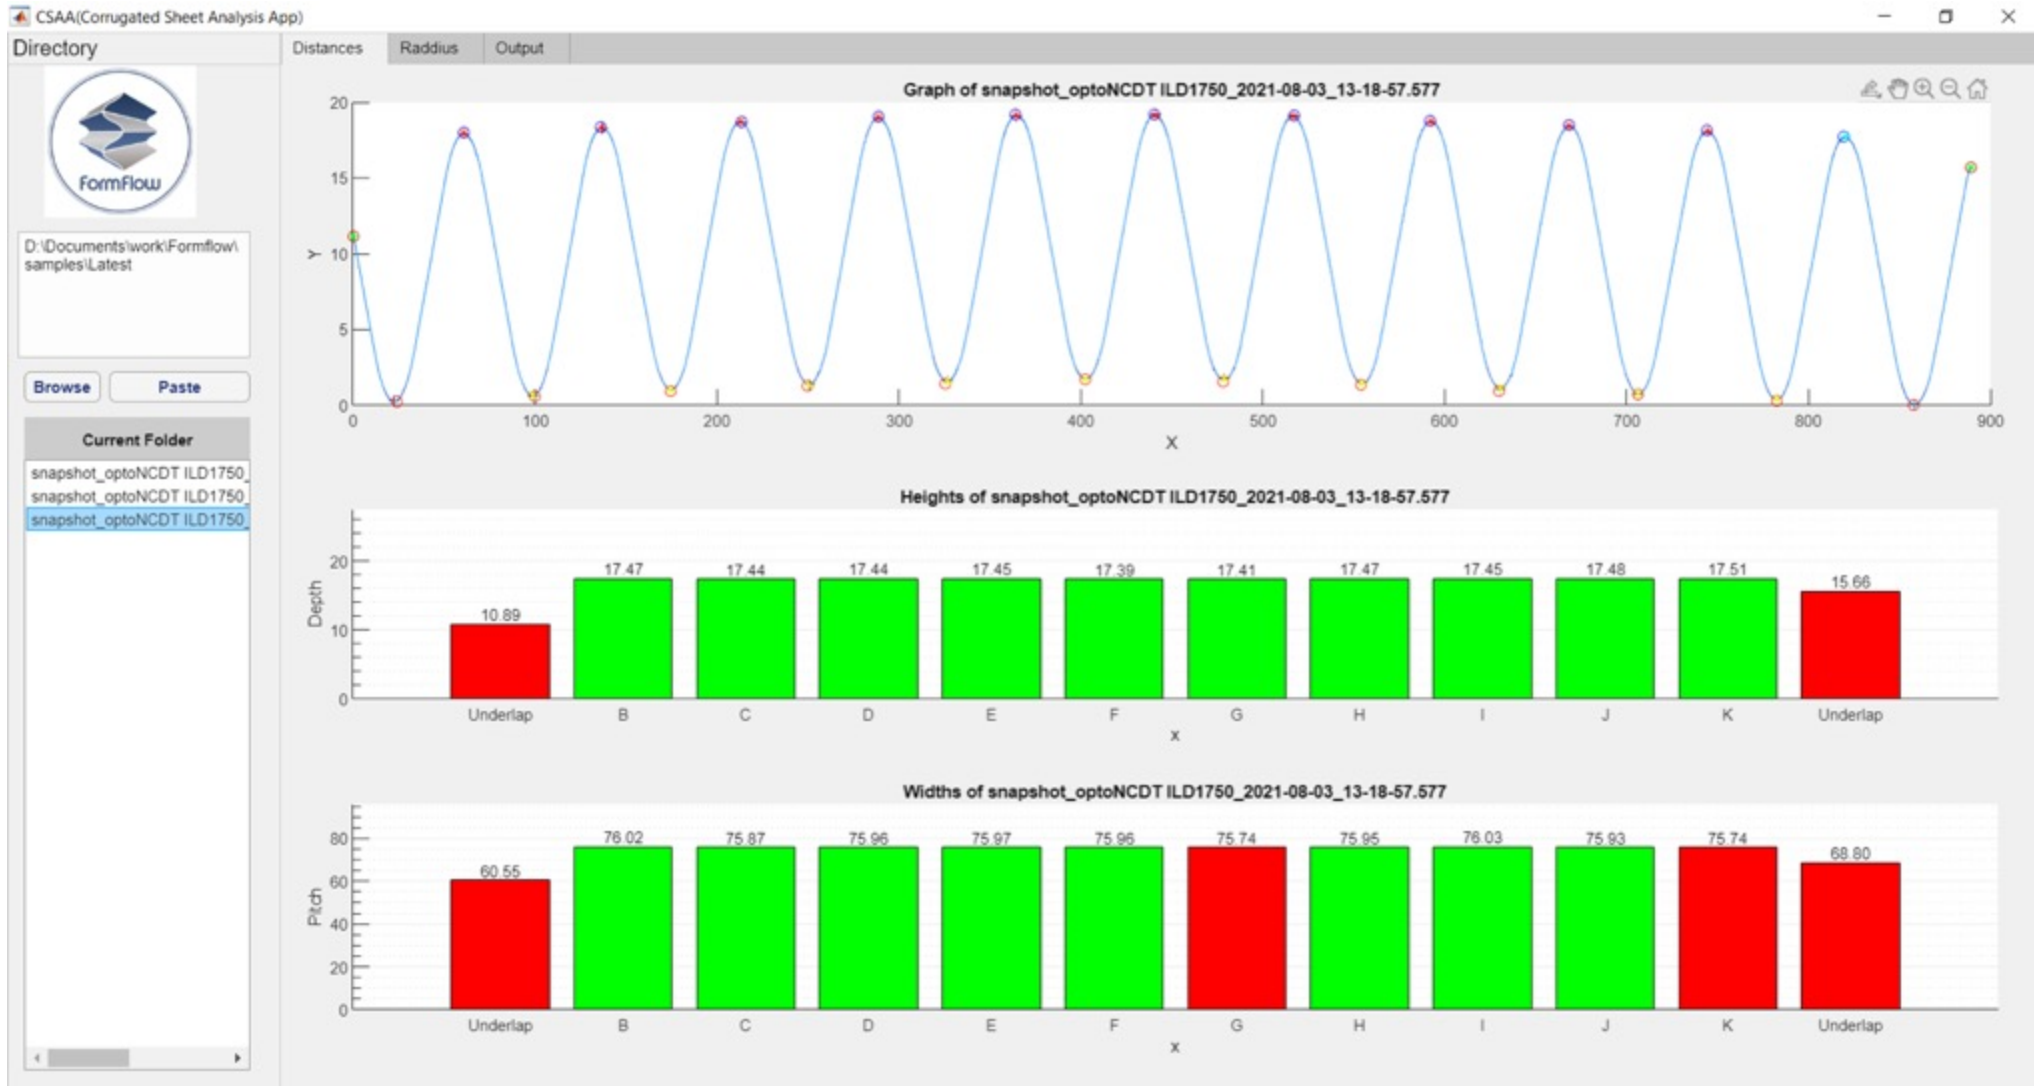 CSAA(Corrugated Sheet Analysis App)
Directory
Distances
Raddius
Output
FormFlow
D:\Documents\work\Formflow\
samples\Latest
Browse
Paste
Current Folder
snapshot_optoNCDT ILD1750_
snapshot_optoNCDT ILD1750_
snapshot_optoNCDT ILD1750_
Graph of snapshot_optoNCDT ILD1750_2021-08-03_13-18-57.577
20
15
10
5
0
Y
0 100 200 300 400 500 600 700 800 900
X
Heights of snapshot_optoNCDT ILD1750_2021-08-03_13-18-57.577
20
10
0
Depth
10.89 17.47 17.44 17.44 17.45 17.39 17.41 17.47 17.45 17.48 17.51 15.66
Underlap B C D E F G H I J K Underlap
x
Widths of snapshot_optoNCDT ILD1750_2021-08-03_13-18-57.577
80
60
40
20
0
Pitch
60.55 76.02 75.87 75.96 75.97 75.96 75.74 75.95 76.03 75.93 75.74 68.80
Underlap B C D E F G H I J K Underlap
x